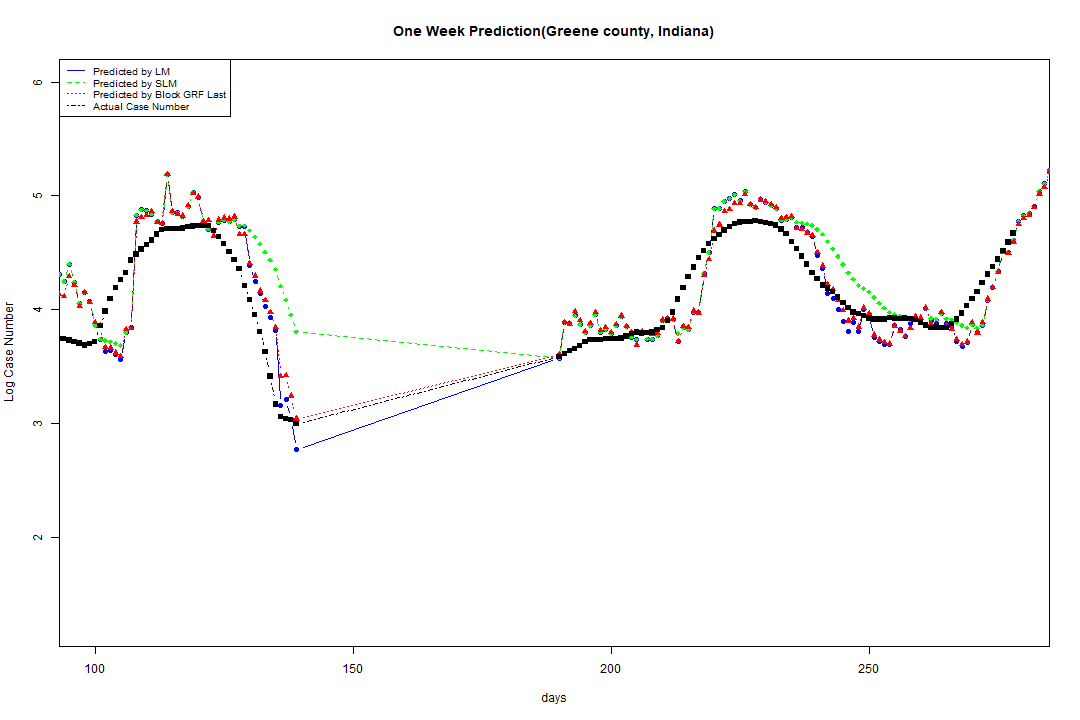 One Week Prediction(Greene county, Indiana)
Predicted by LM
Predicted by SLM
Predicted by Block GRF Last
Actual Case Number
6
5
4
3
2
Log Case Number
100
150
200
250
days